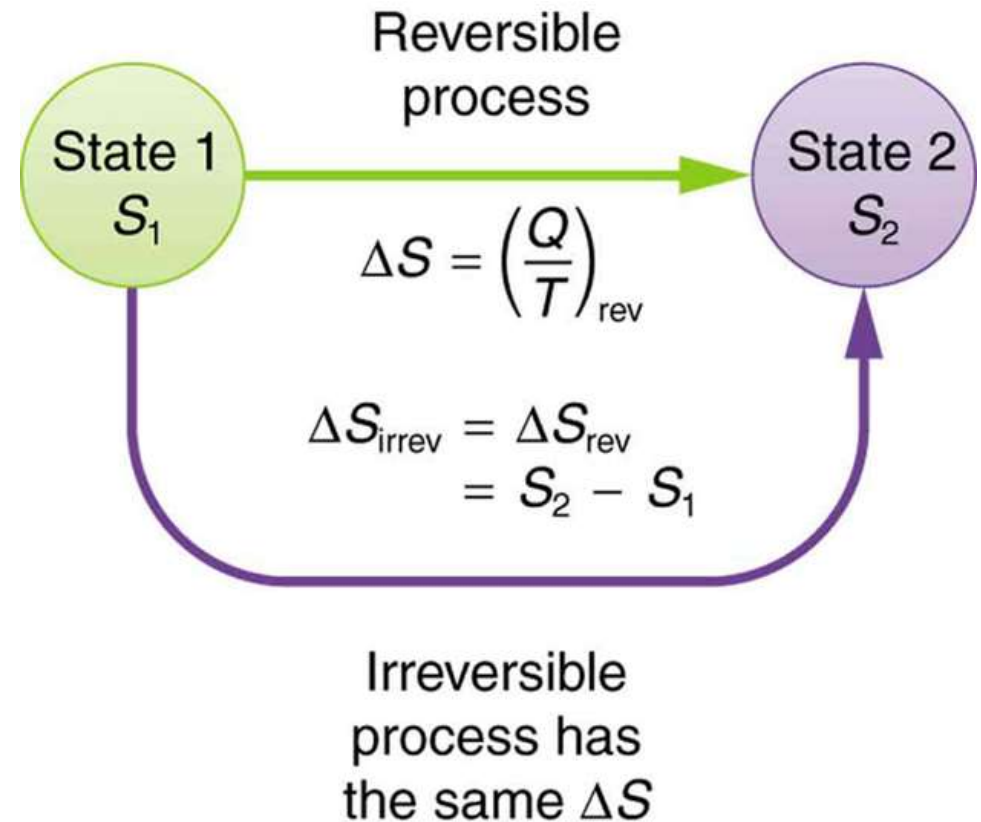 Reversible
process
State 1
S₁
State 2
S₂
ΔS = (Q/T)rev
ΔSirrev = ΔSrev
= S₂ − S₁
Irreversible
process has
the same ΔS